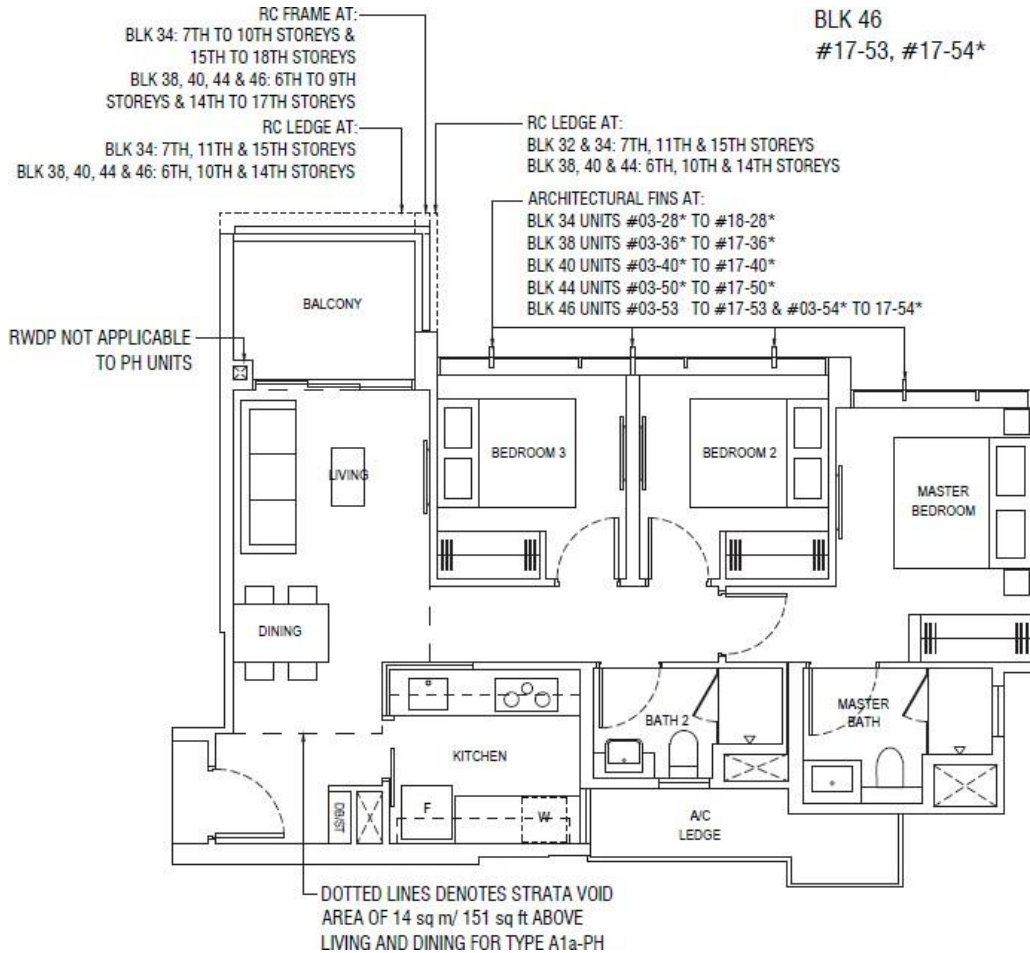 BLK 46
#17-53, #17-54*
RC FRAME AT:
BLK 34: 7TH TO 10TH STOREYS &
15TH TO 18TH STOREYS
BLK 38, 40, 44 & 46: 6TH TO 9TH
STOREYS & 14TH TO 17TH STOREYS
RC LEDGE AT:
BLK 34: 7TH, 11TH & 15TH STOREYS
BLK 38, 40, 44 & 46: 6TH, 10TH & 14TH STOREYS
RC LEDGE AT:
BLK 32 & 34: 7TH, 11TH & 15TH STOREYS
BLK 38, 40 & 44: 6TH, 10TH & 14TH STOREYS
ARCHITECTURAL FINS AT:
BLK 34 UNITS #03-28* TO #18-28*
BLK 38 UNITS #03-36* TO #17-36*
BLK 40 UNITS #03-40* TO #17-40*
BLK 44 UNITS #03-50* TO #17-50*
BLK 46 UNITS #03-53 TO #17-53 & #03-54* TO 17-54*
BALCONY
RWDP NOT APPLICABLE
TO PH UNITS
LIVING
BEDROOM 3
BEDROOM 2
MASTER
BEDROOM
DINING
KITCHEN
BATH 2
MASTER
BATH
DB/ST
F
W
A/C
LEDGE
DOTTED LINES DENOTES STRATA VOID
AREA OF 14 sq m/ 151 sq ft ABOVE
LIVING AND DINING FOR TYPE A1a-PH